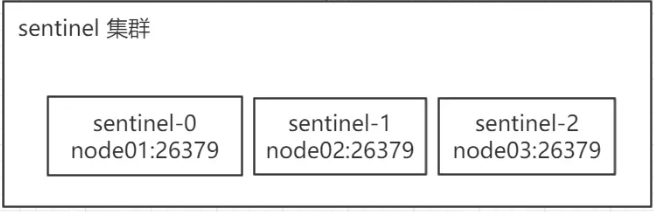 sentinel 集群
sentinel-0
node01:26379
sentinel-1
node02:26379
sentinel-2
node03:26379